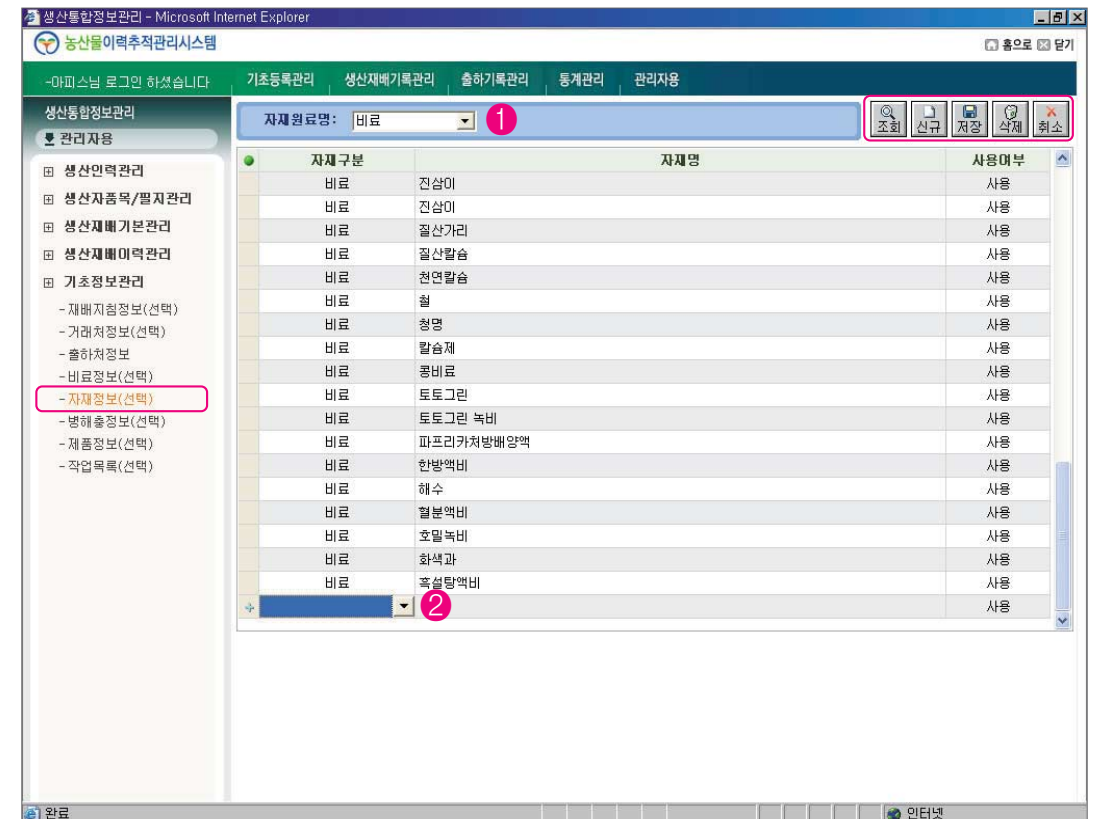 생산통합정보관리 - Microsoft Internet Explorer
농산물이력추적관리시스템
홈으로 닫기
-아피스님 로그인 하셨습니다
기초등록관리 생산재배기록관리 출하기록관리 통계관리 관리자용
생산통합정보관리
관리자용
자재원료명: 비료 1
조회 신규 저장 삭제 취소
생산인력관리
생산자품목/필지관리
생산재배기본관리
생산재배이력관리
기초정보관리
-재배지침정보(선택)
-거래처정보(선택)
-출하처정보
-비료정보(선택)
-자재정보(선택)
-병해충정보(선택)
-제품정보(선택)
-작업목록(선택)
자재구분 자재명 사용여부
비료 진삼이 사용
비료 진삼이 사용
비료 질산가리 사용
비료 질산칼슘 사용
비료 천연칼슘 사용
비료 철 사용
비료 청명 사용
비료 칼슘제 사용
비료 콩비료 사용
비료 토토그린 사용
비료 토토그린 녹비 사용
비료 파프리카처방배양액 사용
비료 한방액비 사용
비료 해수 사용
비료 혈분액비 사용
비료 호밀녹비 사용
비료 화색과 사용
비료 흑설탕액비 사용
2 사용
완료
인터넷